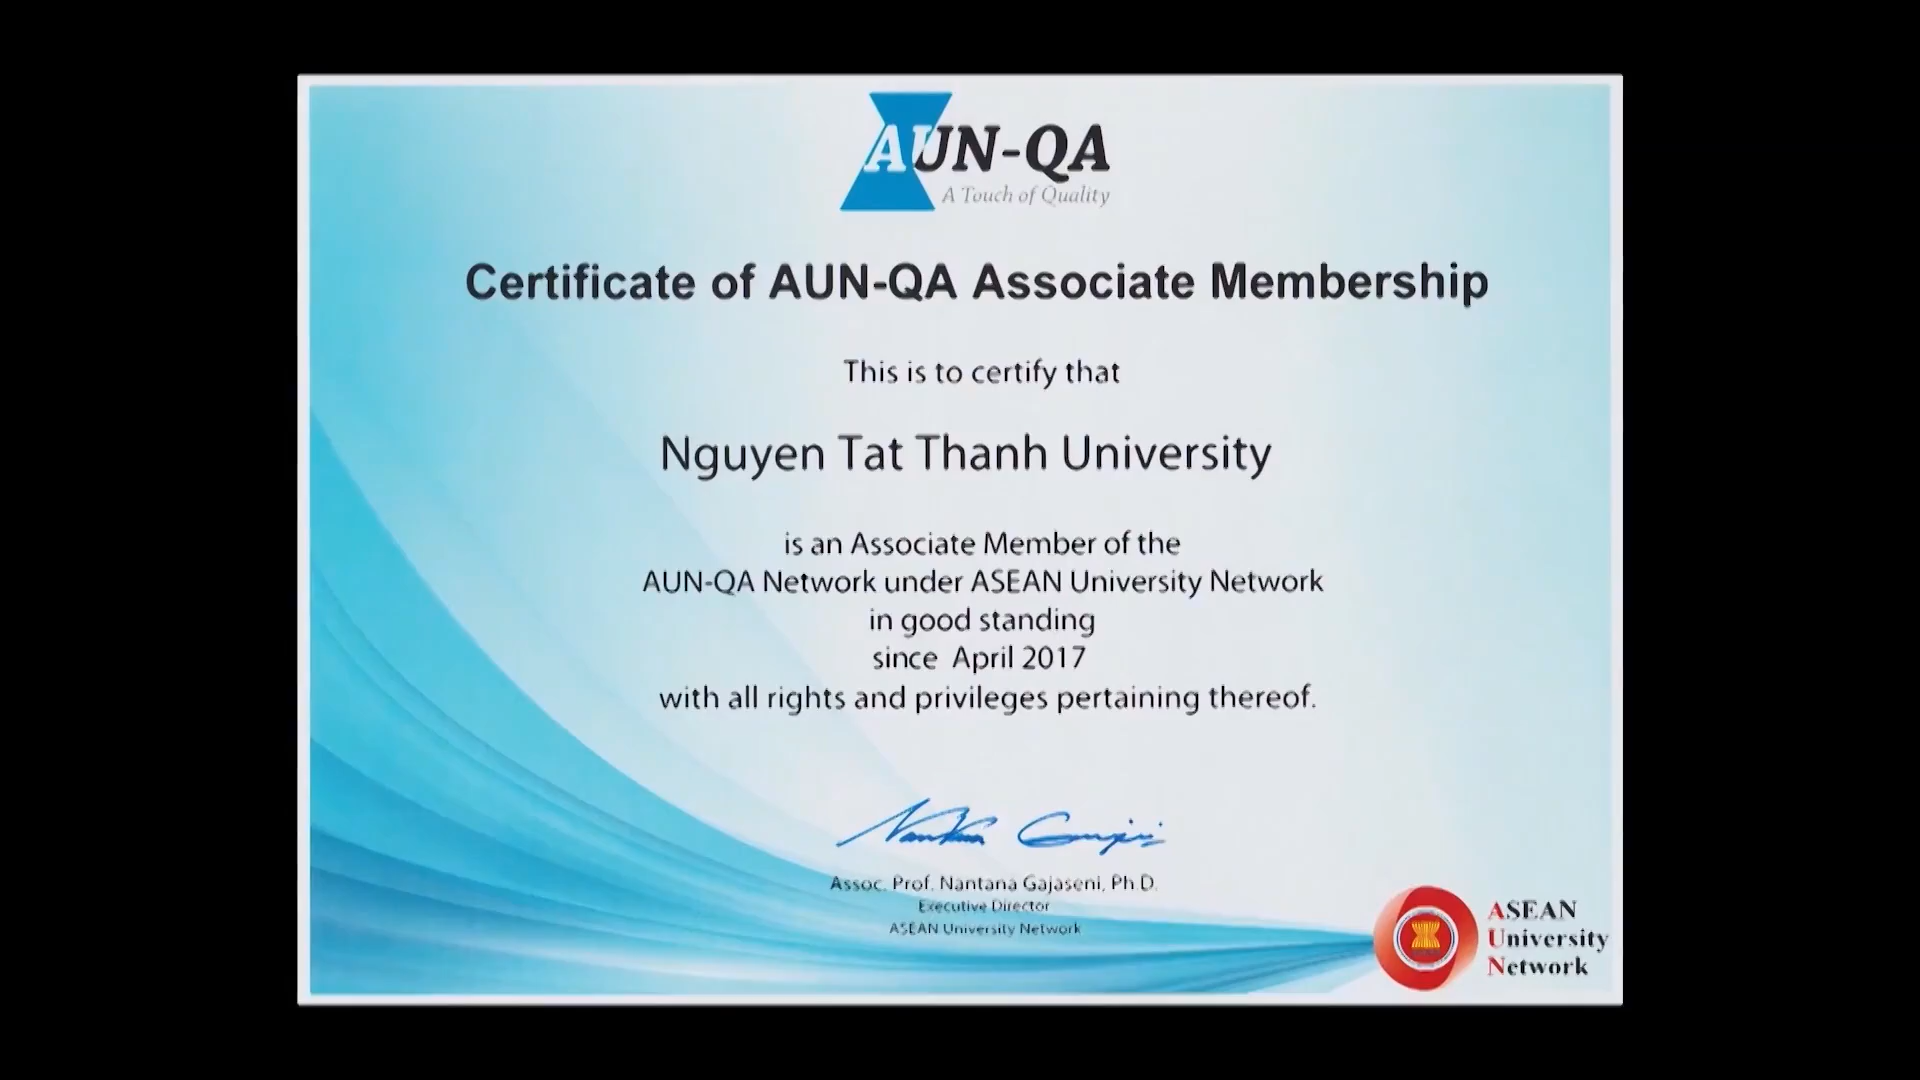 AUN-QA
A Touch of Quality
Certificate of AUN-QA Associate Membership
This is to certify that
Nguyen Tat Thanh University
is an Associate Member of the
AUN-QA Network under ASEAN University Network
in good standing
since April 2017
with all rights and privileges pertaining thereof.
Assoc. Prof. Nantana Gajaseni, Ph.D.
Executive Director
ASEAN University Network
ASEAN
University
Network